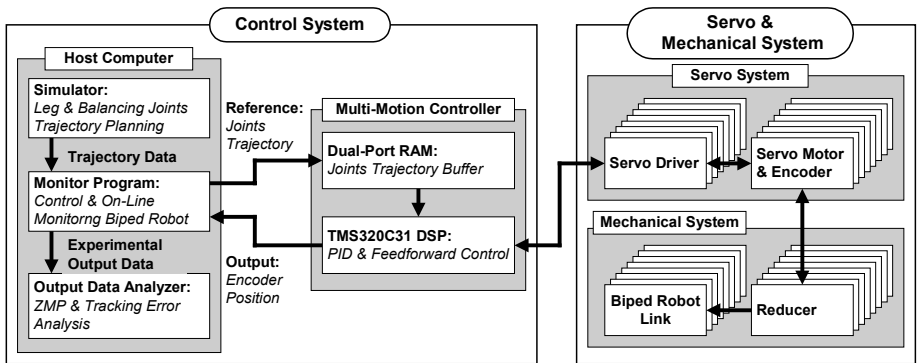 Control System
Host Computer
Simulator:
Leg & Balancing Joints
Trajectory Planning
Trajectory Data
Monitor Program:
Control & On-Line
Monitorng Biped Robot
Experimental
Output Data
Output Data Analyzer:
ZMP & Tracking Error
Analysis
Reference:
Joints
Trajectory
Output:
Encoder
Position
Multi-Motion Controller
Dual-Port RAM:
Joints Trajectory Buffer
TMS320C31 DSP:
PID & Feedforward Control
Servo &
Mechanical System
Servo System
Servo Driver
Servo Motor
& Encoder
Mechanical System
Biped Robot
Link
Reducer